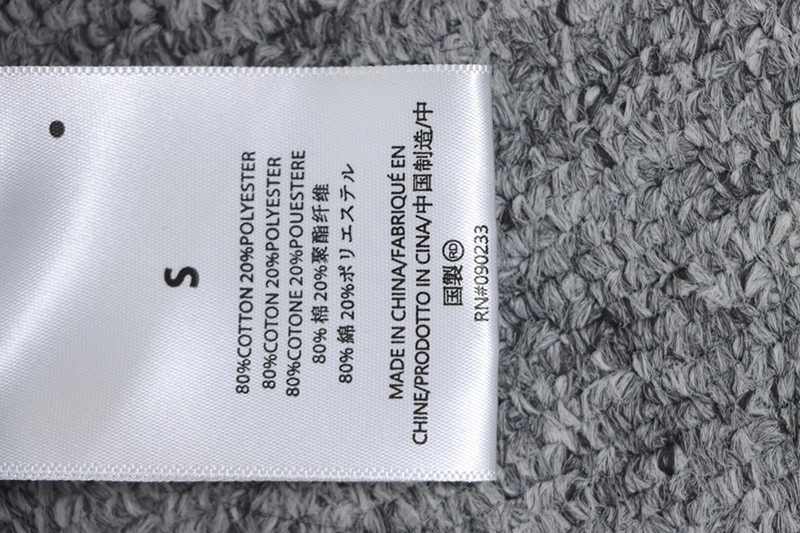 S
80%COTTON 20%POLYESTER
80%COTON 20%POLYESTER
80%COTONE 20%POUESTERE
80% 棉 20%聚酯纤维
80% 綿 20%ポリエステル
MADE IN CHINA/FABRIQUÉ EN
CHINE/PRODOTTO IN CINA/中国制造/中
国製 RD
RN#090233